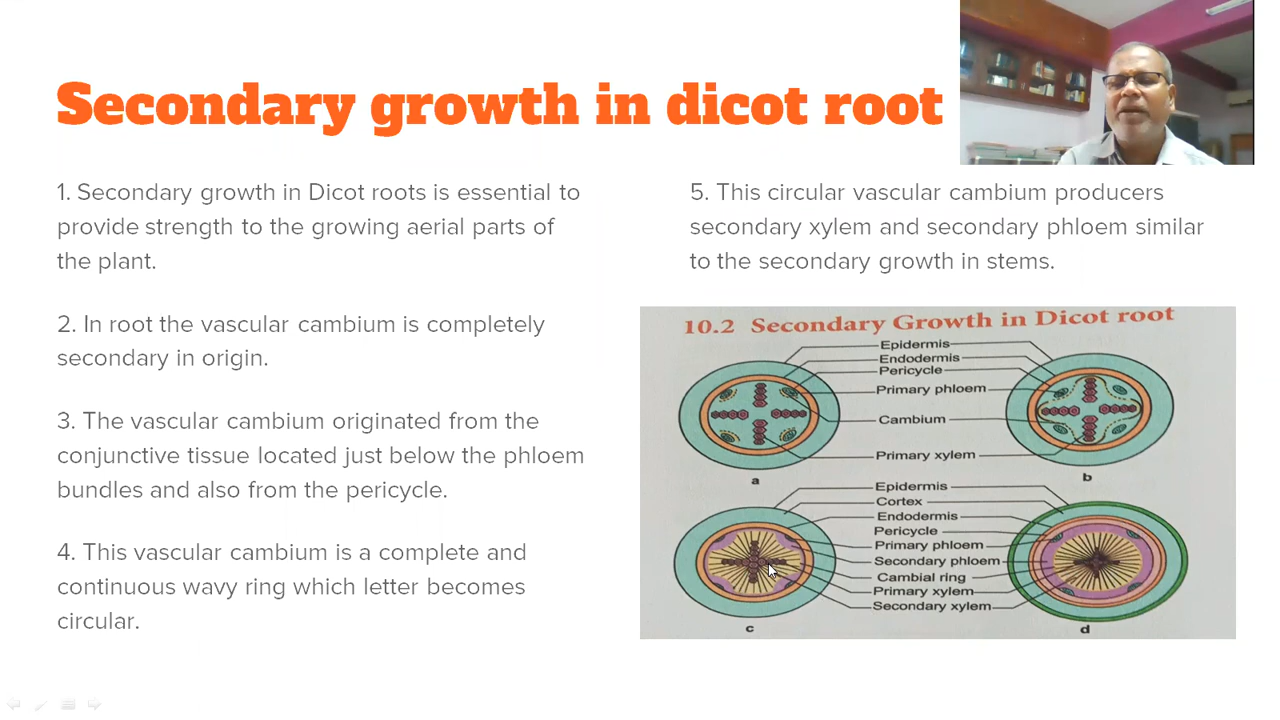 Secondary growth in dicot root
1. Secondary growth in Dicot roots is essential to
provide strength to the growing aerial parts of
the plant.
2. In root the vascular cambium is completely
secondary in origin.
3. The vascular cambium originated from the
conjunctive tissue located just below the phloem
bundles and also from the pericycle.
4. This vascular cambium is a complete and
continuous wavy ring which letter becomes
circular.
5. This circular vascular cambium producers
secondary xylem and secondary phloem similar
to the secondary growth in stems.
10.2 Secondary Growth in Dicot root
Epidermis
Endodermis
Pericycle
Primary phloem
Cambium
Primary xylem
a
b
Epidermis
Cortex
Endodermis
Pericycle
Primary phloem
Secondary phloem
Cambial ring
Primary xylem
Secondary xylem
c
d